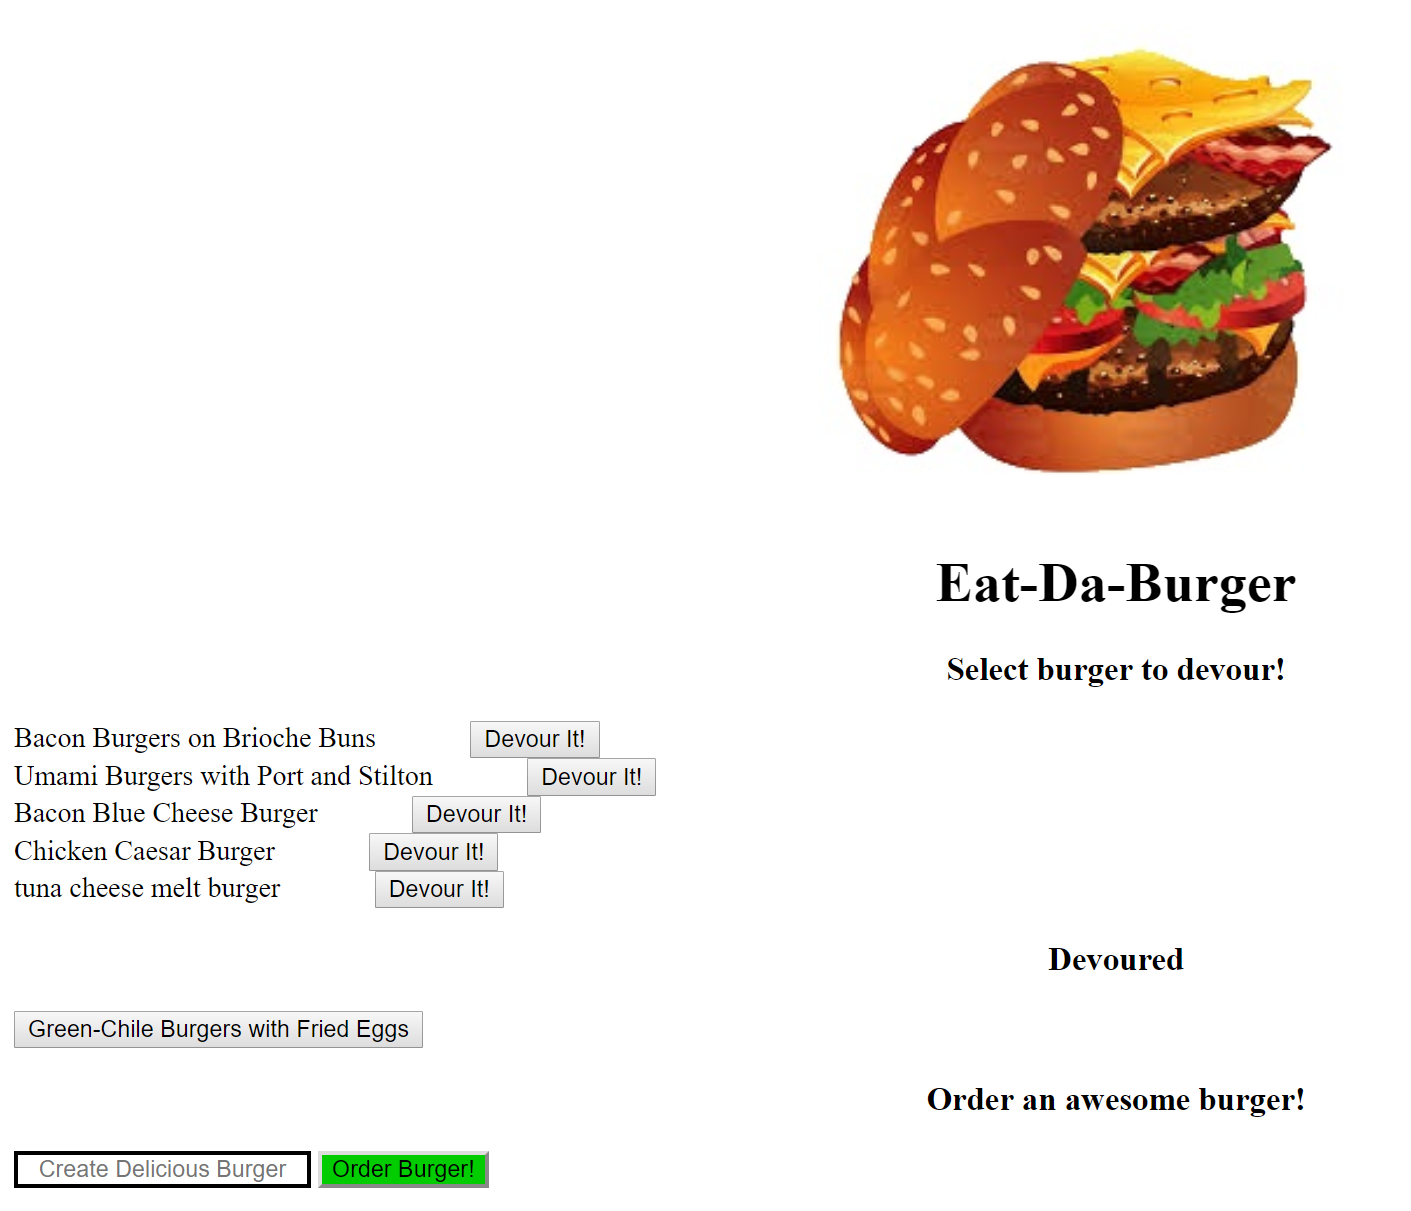 Eat-Da-Burger
Select burger to devour!
Bacon Burgers on Brioche Buns Devour It!
Umami Burgers with Port and Stilton Devour It!
Bacon Blue Cheese Burger Devour It!
Chicken Caesar Burger Devour It!
tuna cheese melt burger Devour It!
Devoured
Green-Chile Burgers with Fried Eggs
Order an awesome burger!
Create Delicious Burger Order Burger!